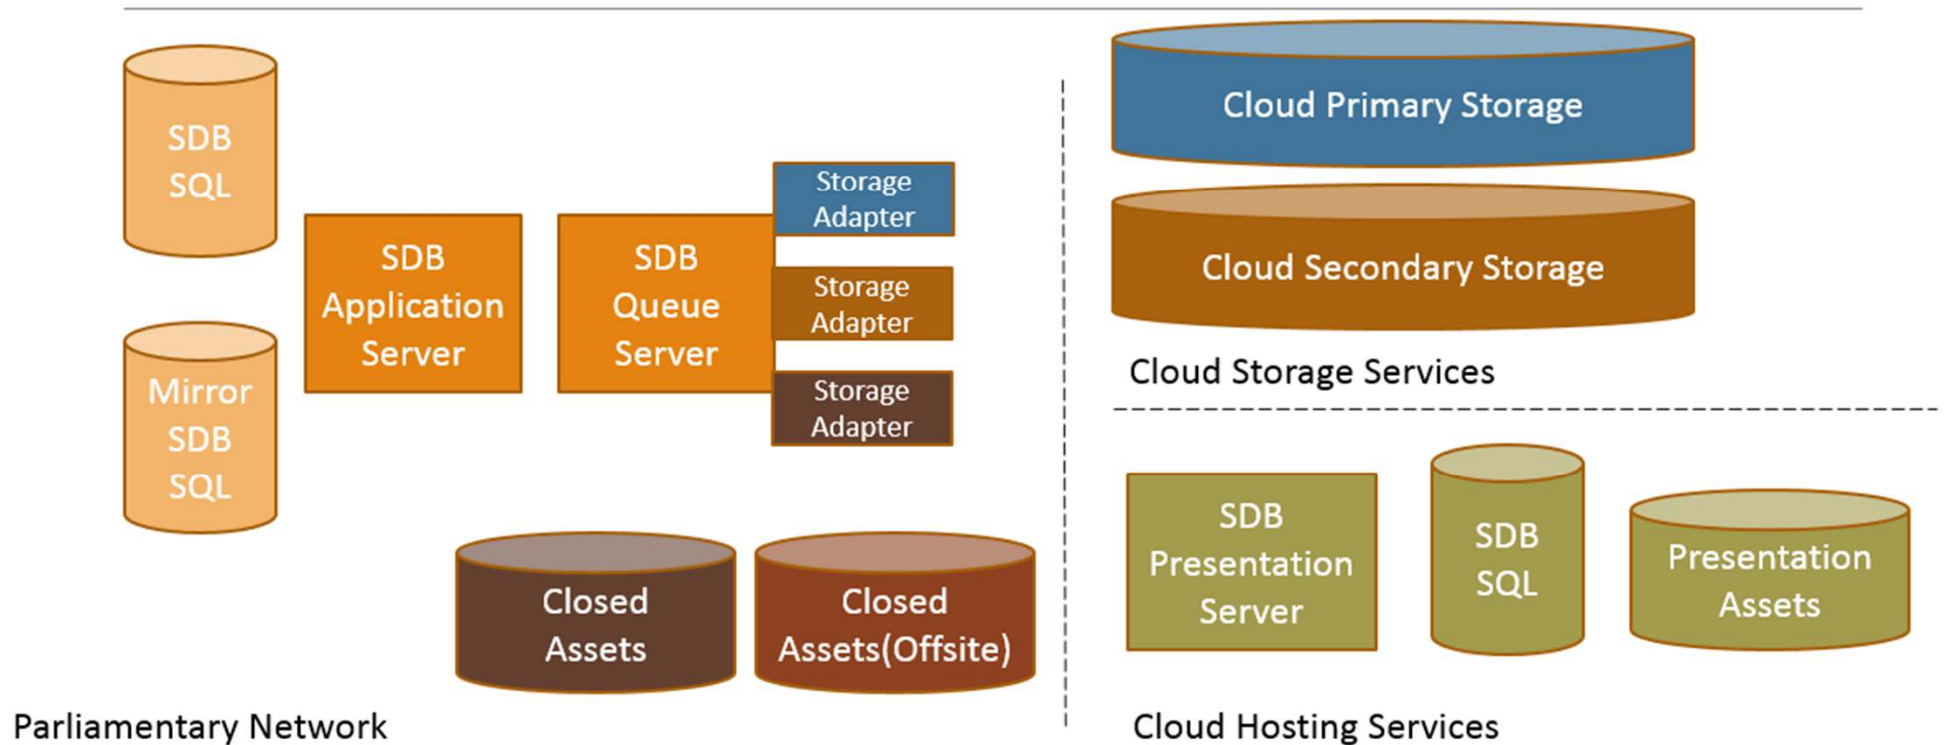 SDB
SQL
Mirror
SDB
SQL
SDB
Application
Server
SDB
Queue
Server
Storage
Adapter
Storage
Adapter
Storage
Adapter
Closed
Assets
Closed
Assets(Offsite)
Parliamentary Network
Cloud Primary Storage
Cloud Secondary Storage
Cloud Storage Services
SDB
Presentation
Server
SDB
SQL
Presentation
Assets
Cloud Hosting Services